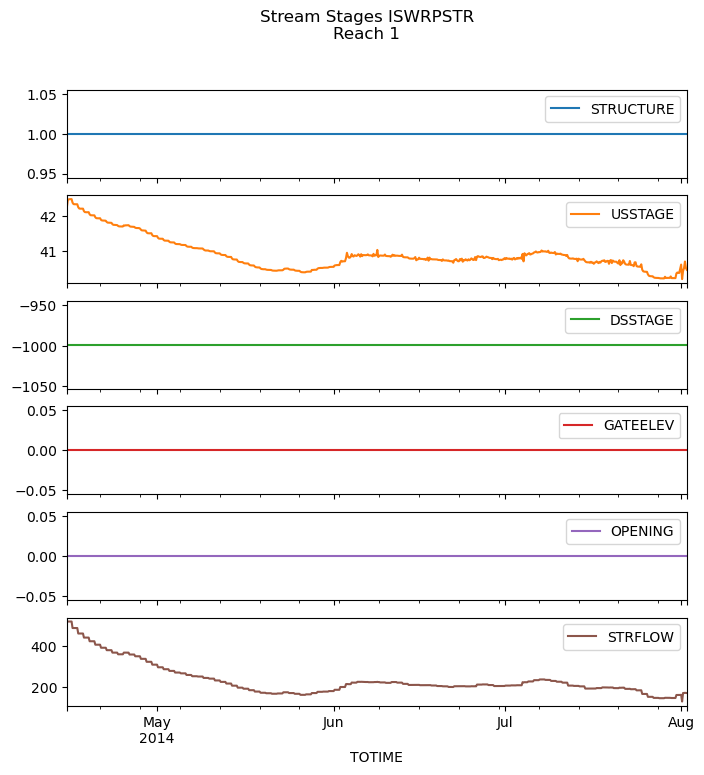 Stream Stages ISWRPSTR
Reach 1
1.05
1.00
0.95
STRUCTURE
42
41
USSTAGE
−950
−1000
−1050
DSSTAGE
0.05
0.00
−0.05
GATEELEV
0.05
0.00
−0.05
OPENING
400
200
STRFLOW
May
2014
Jun
Jul
Aug
TOTIME